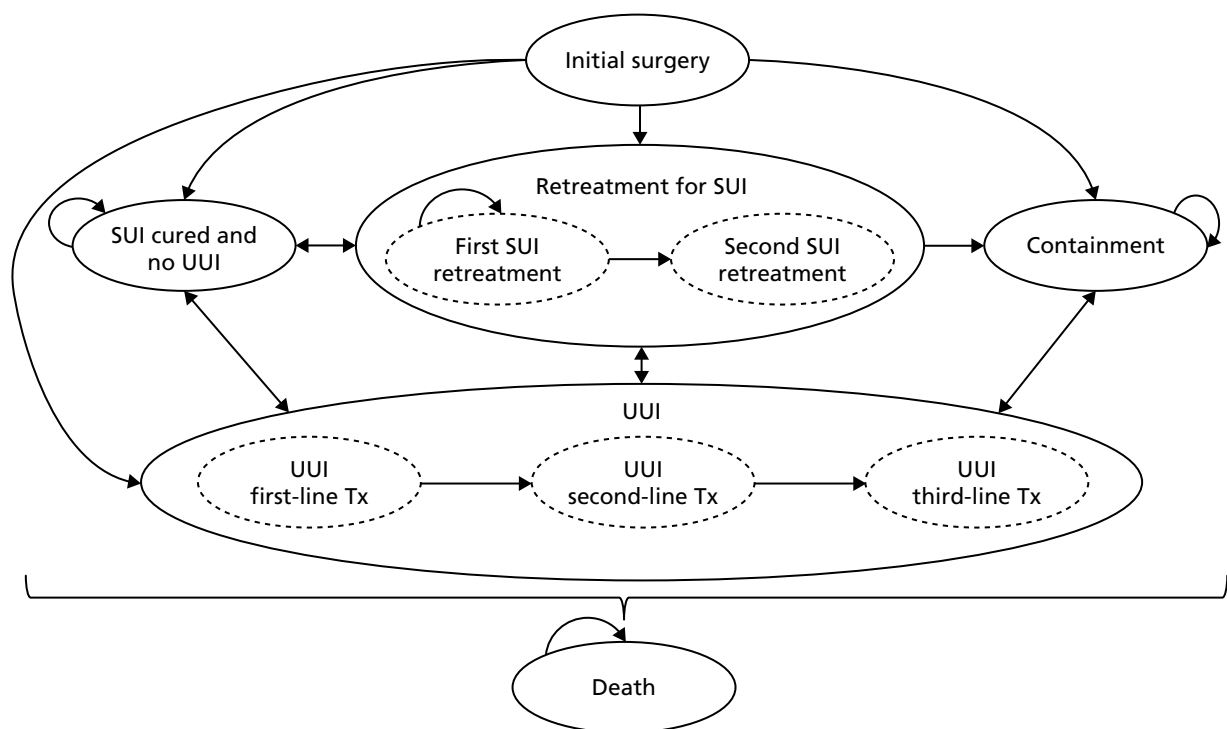 Initial surgery
Retreatment for SUI
SUI cured and
no UUI
First SUI
retreatment
Second SUI
retreatment
Containment
UUI
UUI
first-line Tx
UUI
second-line Tx
UUI
third-line Tx
Death